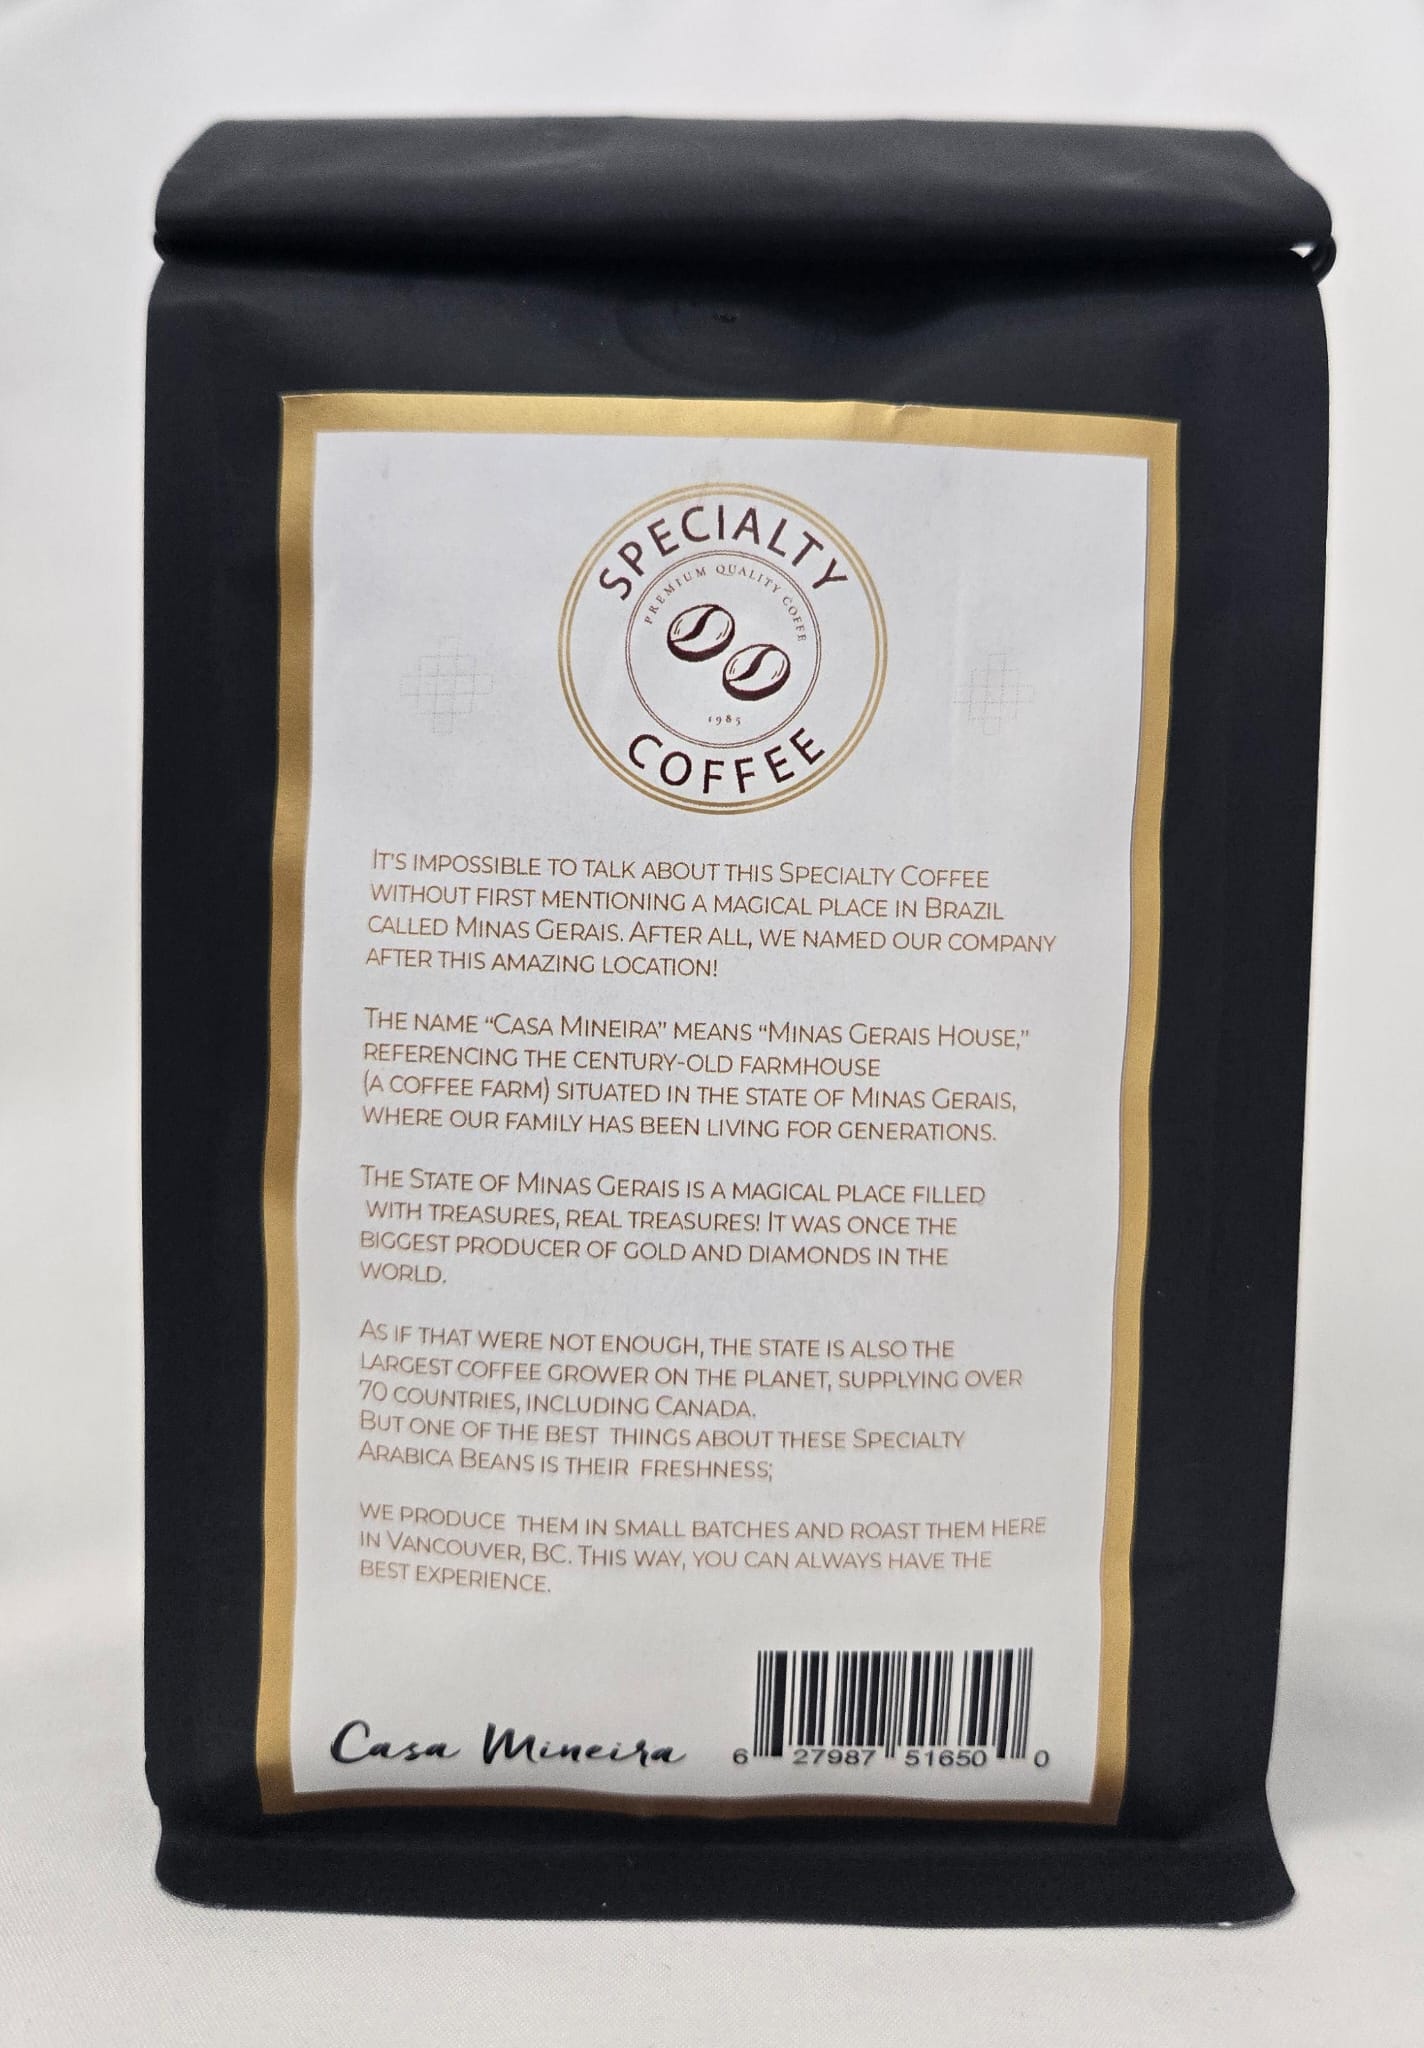 SPECIALTY
PREMIUM QUALITY COFFE
1985
COFFEE
IT'S IMPOSSIBLE TO TALK ABOUT THIS SPECIALTY COFFEE
WITHOUT FIRST MENTIONING A MAGICAL PLACE IN BRAZIL
CALLED MINAS GERAIS. AFTER ALL, WE NAMED OUR COMPANY
AFTER THIS AMAZING LOCATION!
THE NAME “CASA MINEIRA” MEANS “MINAS GERAIS HOUSE,”
REFERENCING THE CENTURY-OLD FARMHOUSE
(A COFFEE FARM) SITUATED IN THE STATE OF MINAS GERAIS,
WHERE OUR FAMILY HAS BEEN LIVING FOR GENERATIONS.
THE STATE OF MINAS GERAIS IS A MAGICAL PLACE FILLED
WITH TREASURES, REAL TREASURES! IT WAS ONCE THE
BIGGEST PRODUCER OF GOLD AND DIAMONDS IN THE
WORLD.
AS IF THAT WERE NOT ENOUGH, THE STATE IS ALSO THE
LARGEST COFFEE GROWER ON THE PLANET, SUPPLYING OVER
70 COUNTRIES, INCLUDING CANADA.
BUT ONE OF THE BEST THINGS ABOUT THESE SPECIALTY
ARABICA BEANS IS THEIR FRESHNESS;
WE PRODUCE THEM IN SMALL BATCHES AND ROAST THEM HERE
IN VANCOUVER, BC. THIS WAY, YOU CAN ALWAYS HAVE THE
BEST EXPERIENCE.
Casa Mineira
6 27987 51650 0